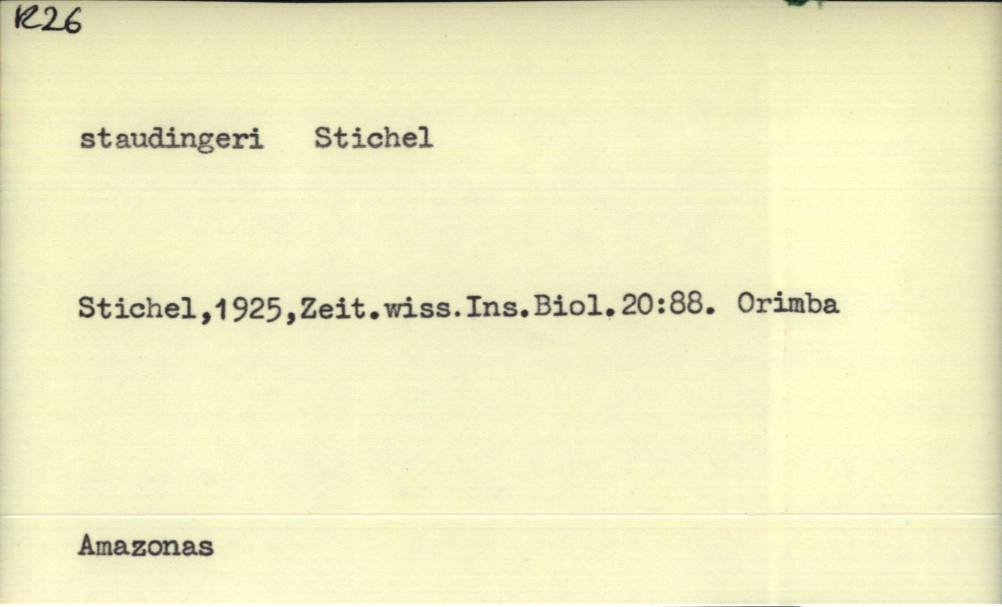 R26
staudingeri Stichel
Stichel,1925,Zeit.wiss.Ins.Biol.20:88. Orimba
Amazonas